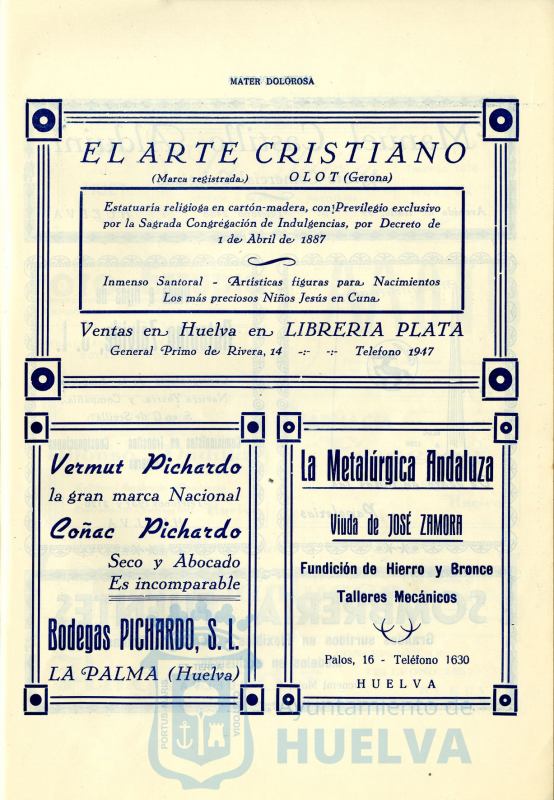 MATER DOLOROSA
EL ARTE CRISTIANO
(Marca registrada) OLOT (Gerona)
Estatuaría religioga en cartón-madera, con Previlegio exclusivo
por la Sagrada Congregación de Indulgencias, por Decreto de
1 de Abril de 1887
Inmenso Santoral - Artísticas figuras para Nacimientos
Los más preciosos Niños Jesús en Cuna
Ventas en Huelva en LIBRERIA PLATA
General Primo de Rivera, 14 -:- -:- Telefono 1947
Vermut Pichardo
la gran marca Nacional
Coñac Pichardo
Seco y Abocado
Es incomparable
Bodegas PICHARDO, S. L.
LA PALMA (Huelva)
La Metalúrgica Andaluza
Viuda de JOSÉ ZAMORA
Fundición de Hierro y Bronce
Talleres Mecánicos
Palos, 16 - Teléfono 1630
HUELVA
Ayuntamiento de
HUELVA